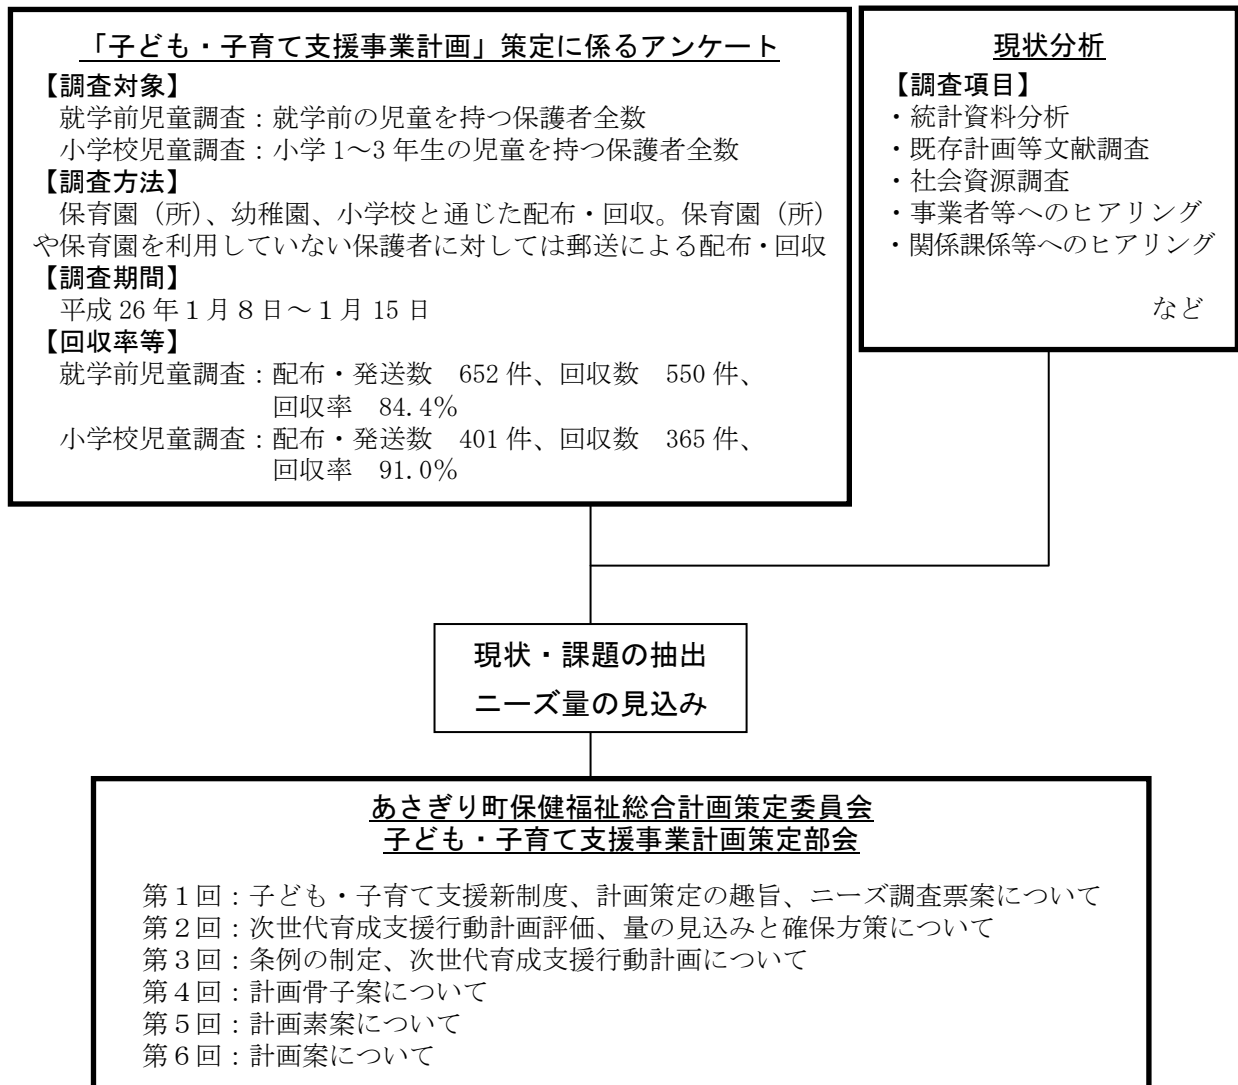 「子ども・子育て支援事業計画」策定に係るアンケート
【調査対象】
就学前児童調査：就学前の児童を持つ保護者全数
小学校児童調査：小学1～3年生の児童を持つ保護者全数
【調査方法】
保育園（所）、幼稚園、小学校と通じた配布・回収。保育園（所）
や保育園を利用していない保護者に対しては郵送による配布・回収
【調査期間】
平成26年１月８日～１月15日
【回収率等】
就学前児童調査：配布・発送数　652件、回収数　550件、
回収率　84.4％
小学校児童調査：配布・発送数　401件、回収数　365件、
回収率　91.0％
現状分析
【調査項目】
・統計資料分析
・既存計画等文献調査
・社会資源調査
・事業者等へのヒアリング
・関係課係等へのヒアリング
など
現状・課題の抽出
ニーズ量の見込み
あさぎり町保健福祉総合計画策定委員会
子ども・子育て支援事業計画策定部会
第１回：子ども・子育て支援新制度、計画策定の趣旨、ニーズ調査票案について
第２回：次世代育成支援行動計画評価、量の見込みと確保方策について
第３回：条例の制定、次世代育成支援行動計画について
第４回：計画骨子案について
第５回：計画素案について
第６回：計画案について